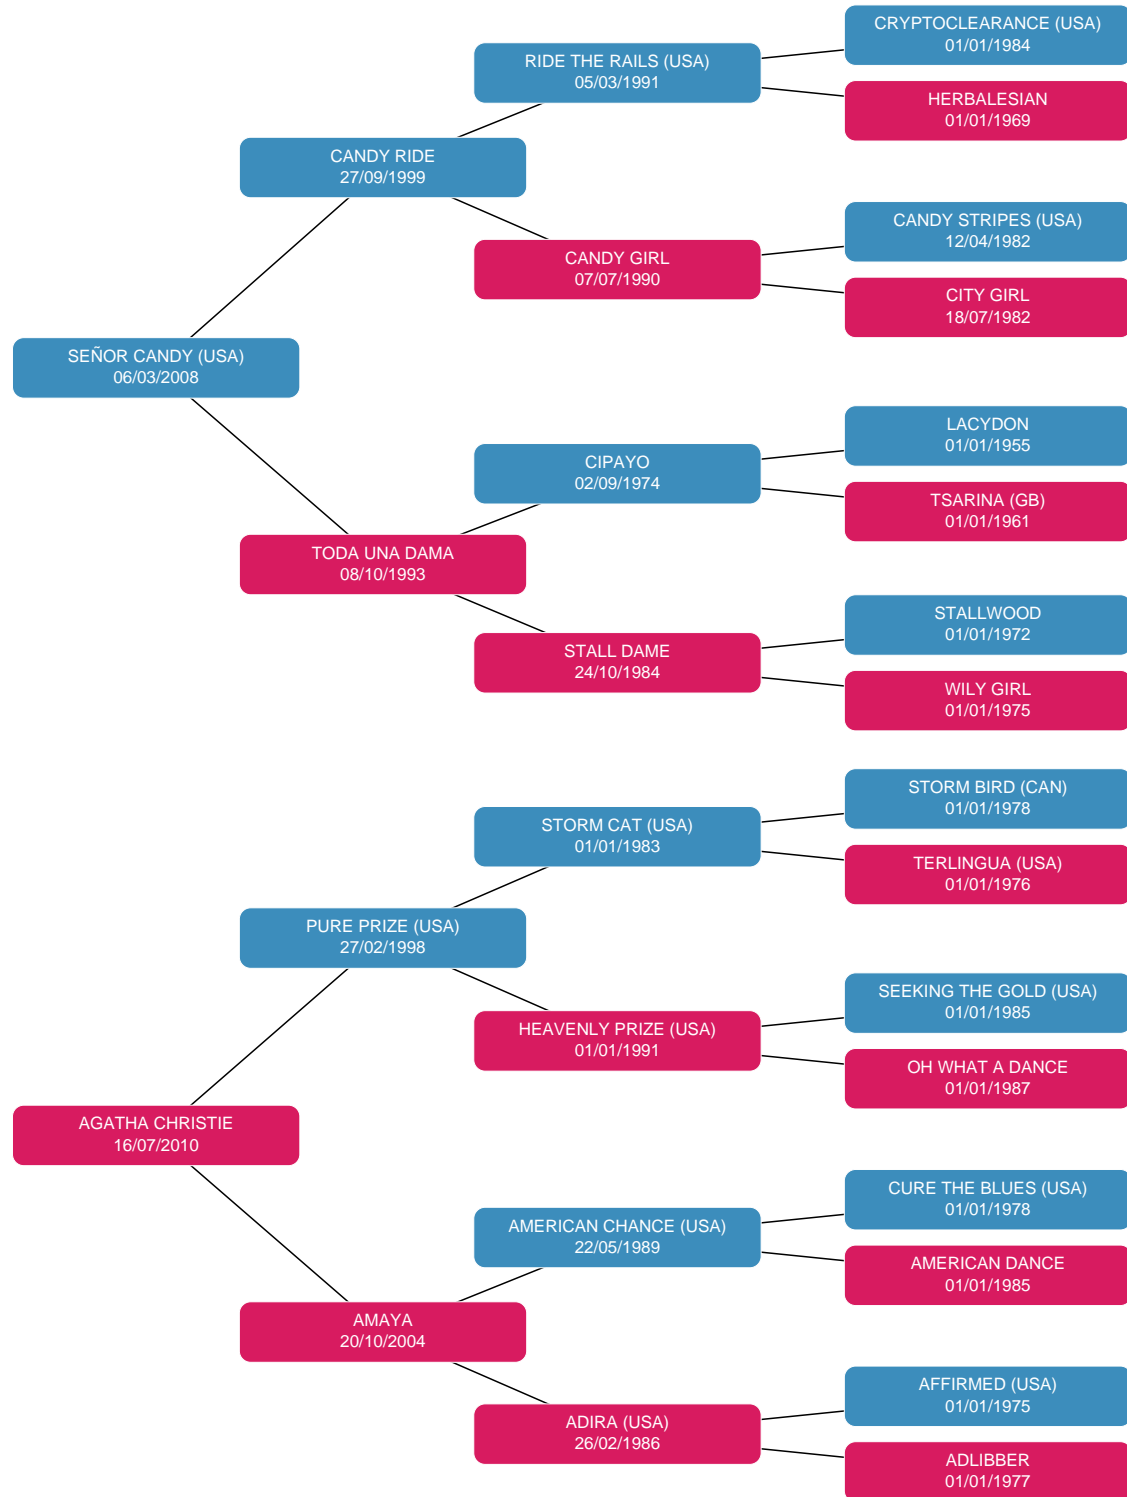 CRYPTOCLEARANCE (USA)
01/01/1984
RIDE THE RAILS (USA)
05/03/1991
HERBALESIAN
01/01/1969
CANDY RIDE
27/09/1999
CANDY STRIPES (USA)
12/04/1982
CANDY GIRL
07/07/1990
CITY GIRL
18/07/1982
SEÑOR CANDY (USA)
06/03/2008
LACYDON
01/01/1955
CIPAYO
02/09/1974
TSARINA (GB)
01/01/1961
TODA UNA DAMA
08/10/1993
STALLWOOD
01/01/1972
STALL DAME
24/10/1984
WILY GIRL
01/01/1975
STORM BIRD (CAN)
01/01/1978
STORM CAT (USA)
01/01/1983
TERLINGUA (USA)
01/01/1976
PURE PRIZE (USA)
27/02/1998
SEEKING THE GOLD (USA)
01/01/1985
HEAVENLY PRIZE (USA)
01/01/1991
OH WHAT A DANCE
01/01/1987
AGATHA CHRISTIE
16/07/2010
CURE THE BLUES (USA)
01/01/1978
AMERICAN CHANCE (USA)
22/05/1989
AMERICAN DANCE
01/01/1985
AMAYA
20/10/2004
AFFIRMED (USA)
01/01/1975
ADIRA (USA)
26/02/1986
ADLIBBER
01/01/1977